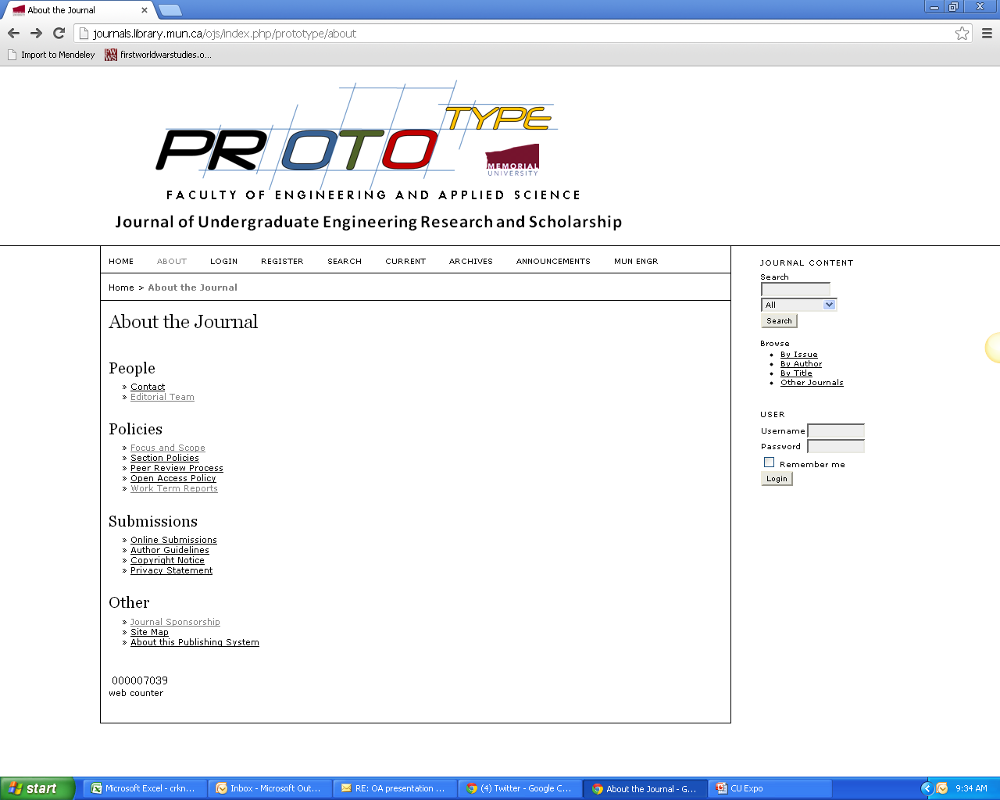 About the Journal
journals.library.mun.ca/ojs/index.php/prototype/about
Import to Mendeley firstworldwarstudies.o...
PROTOTYPE
MEMORIAL
UNIVERSITY
FACULTY OF ENGINEERING AND APPLIED SCIENCE
Journal of Undergraduate Engineering Research and Scholarship
HOME ABOUT LOGIN REGISTER SEARCH CURRENT ARCHIVES ANNOUNCEMENTS MUN ENGR
Home > About the Journal
About the Journal
People
» Contact
» Editorial Team
Policies
» Focus and Scope
» Section Policies
» Peer Review Process
» Open Access Policy
» Work Term Reports
Submissions
» Online Submissions
» Author Guidelines
» Copyright Notice
» Privacy Statement
Other
» Journal Sponsorship
» Site Map
» About this Publishing System
000007039
web counter
JOURNAL CONTENT
Search
All
Search
Browse
• By Issue
• By Author
• By Title
• Other Journals
USER
Username
Password
Remember me
Login
start Microsoft Excel - crkn... Inbox - Microsoft Out... RE: OA presentation ... (4) Twitter - Google C... About the Journal - G... CU Expo 9:34 AM